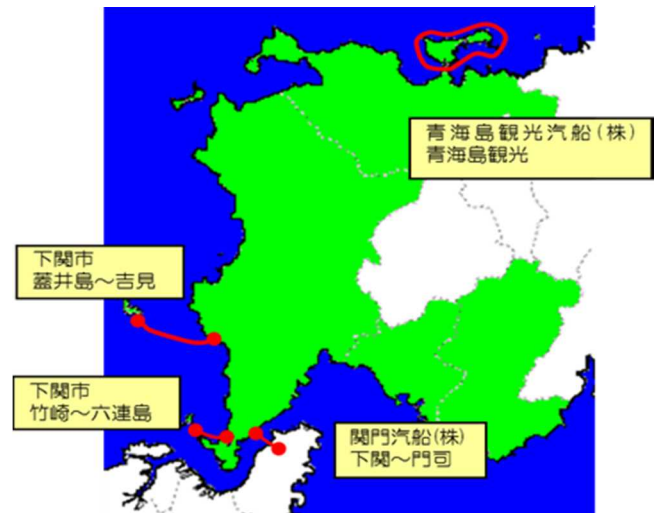 青海島観光汽船(株)
青海島観光
下関市
蓋井島～吉見
下関市
竹崎～六連島
関門汽船(株)
下関～門司